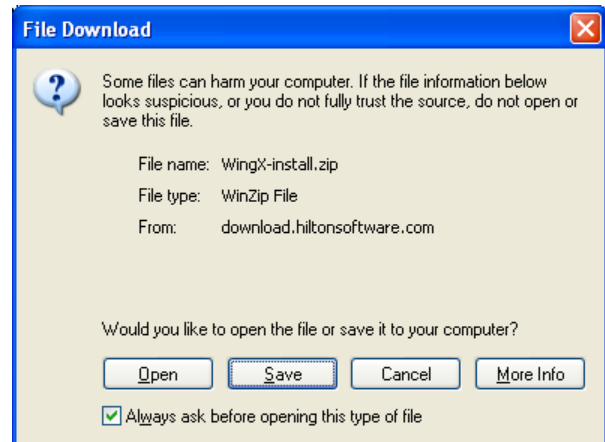 File Download
Some files can harm your computer. If the file information below
looks suspicious, or you do not fully trust the source, do not open or
save this file.
File name: WingX-install.zip
File type: WinZip File
From: download.hiltonsoftware.com
Would you like to open the file or save it to your computer?
Open Save Cancel More Info
Always ask before opening this type of file